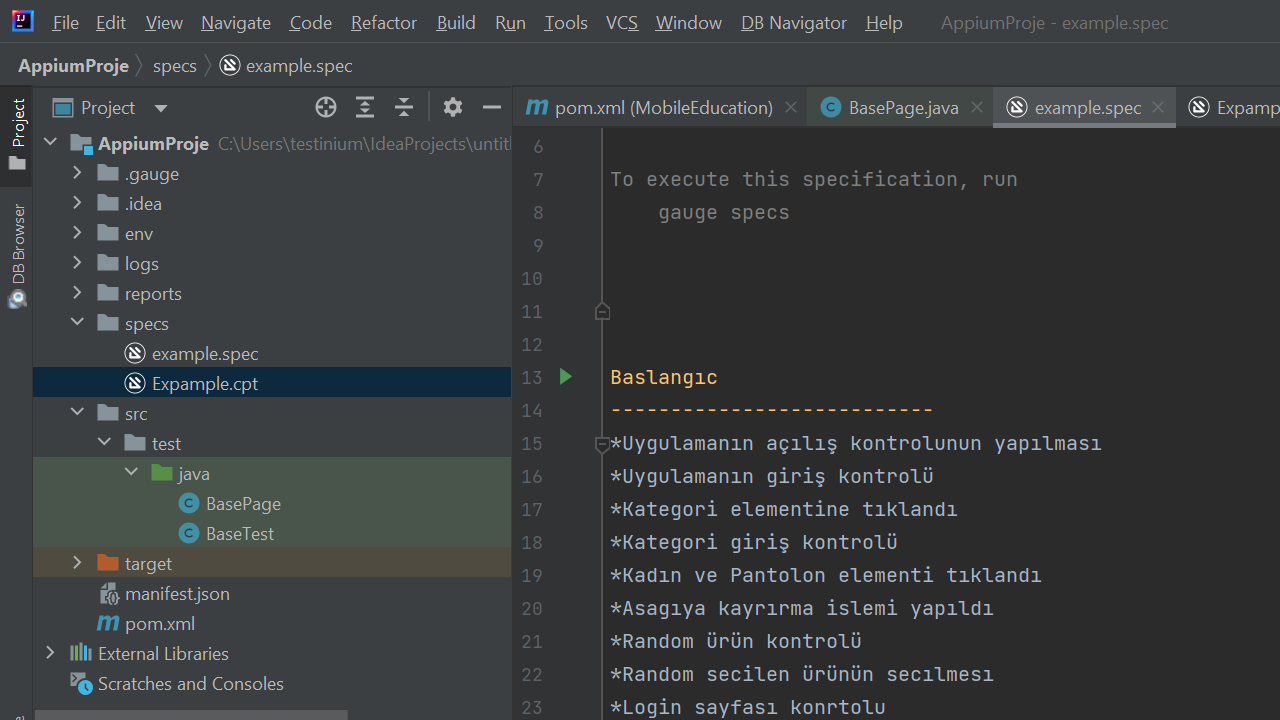 File Edit View Navigate Code Refactor Build Run Tools VCS Window DB Navigator Help AppiumProje - example.spec
AppiumProje specs example.spec
Project
DB Browser
Project
AppiumProje C:\Users\testinium\IdeaProjects\untitl
.gauge
.idea
env
logs
reports
specs
example.spec
Expample.cpt
src
test
java
BasePage
BaseTest
target
manifest.json
pom.xml
External Libraries
Scratches and Consoles
pom.xml (MobileEducation) BasePage.java example.spec Expamp
6
7 To execute this specification, run
8 gauge specs
9
10
11
12
13 Baslangıc
14 ---------------------------
15 *Uygulamanın açılış kontrolunun yapılması
16 *Uygulamanın giriş kontrolü
17 *Kategori elementine tıklandı
18 *Kategori giriş kontrolü
19 *Kadın ve Pantolon elementi tıklandı
20 *Asagıya kayrırma islemi yapıldı
21 *Random ürün kontrolü
22 *Random secilen ürünün secılmesı
23 *Login sayfası konrtolu